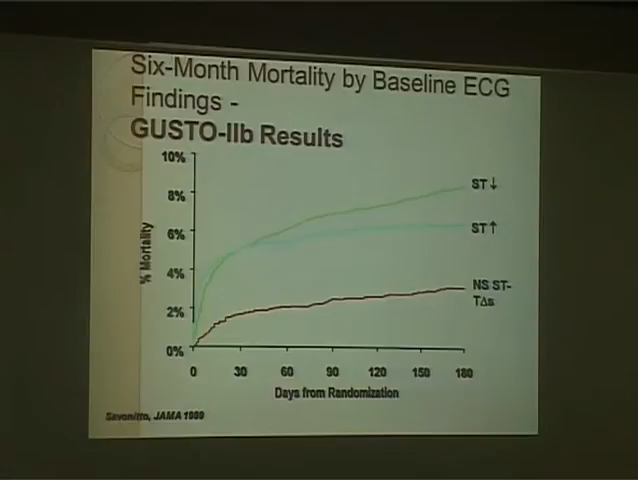 Six-Month Mortality by Baseline ECG
Findings -
GUSTO-IIb Results
10%
8%
6%
4%
2%
0%
% Mortality
ST ↓
ST ↑
NS ST-
TΔs
0 30 60 90 120 150 180
Days from Randomization
Savonitto, JAMA 1999